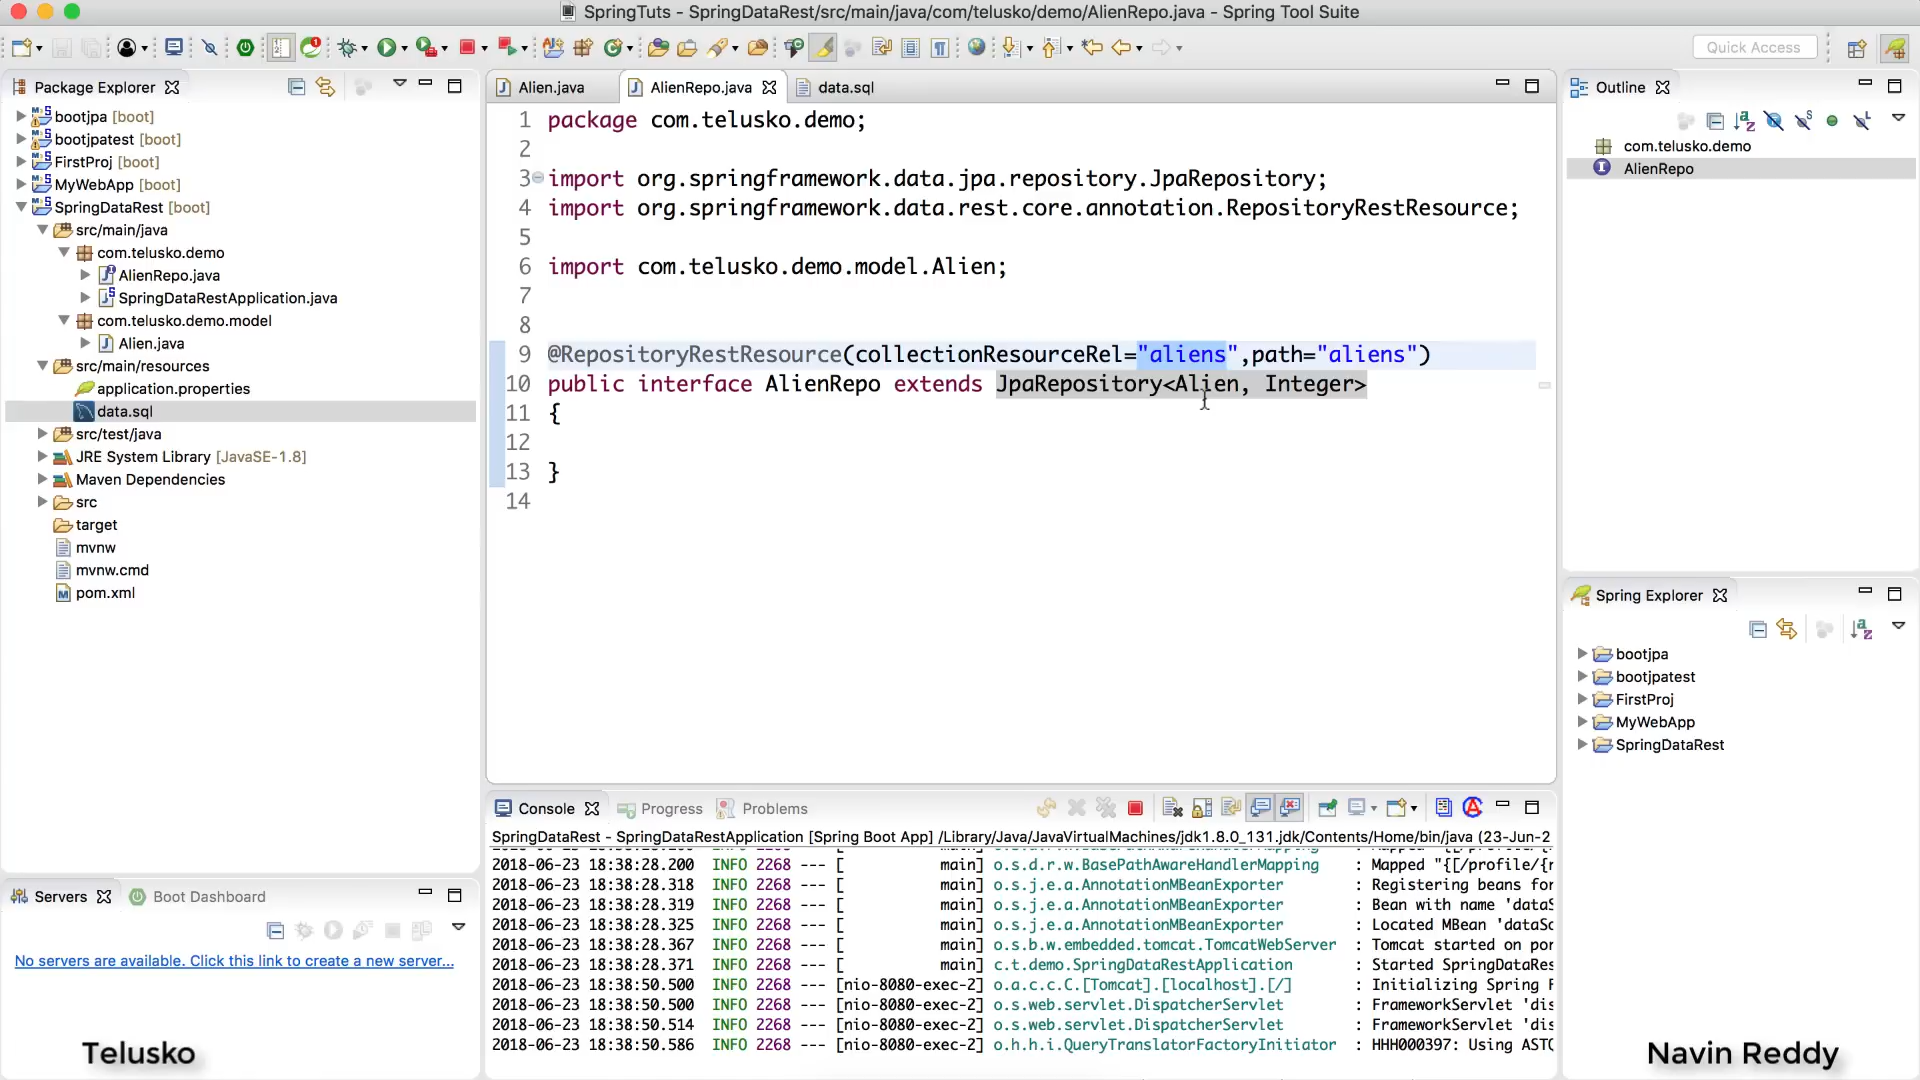 SpringTuts - SpringDataRest/src/main/java/com/telusko/demo/AlienRepo.java - Spring Tool Suite
Quick Access
Package Explorer
bootjpa [boot]
bootjpatest [boot]
FirstProj [boot]
MyWebApp [boot]
SpringDataRest [boot]
src/main/java
com.telusko.demo
AlienRepo.java
SpringDataRestApplication.java
com.telusko.demo.model
Alien.java
src/main/resources
application.properties
data.sql
src/test/java
JRE System Library [JavaSE-1.8]
Maven Dependencies
src
target
mvnw
mvnw.cmd
pom.xml
Servers
Boot Dashboard
No servers are available. Click this link to create a new server...
Telusko
Alien.java
AlienRepo.java
data.sql
1 package com.telusko.demo;
2
3 import org.springframework.data.jpa.repository.JpaRepository;
4 import org.springframework.data.rest.core.annotation.RepositoryRestResource;
5
6 import com.telusko.demo.model.Alien;
7
8
9 @RepositoryRestResource(collectionResourceRel="aliens",path="aliens")
10 public interface AlienRepo extends JpaRepository<Alien, Integer>
11 {
12
13 }
14
Console
Progress
Problems
SpringDataRest - SpringDataRestApplication [Spring Boot App] /Library/Java/JavaVirtualMachines/jdk1.8.0_131.jdk/Contents/Home/bin/java (23-Jun-2
2018-06-23 18:38:28.200 INFO 2268 --- [ main] o.s.d.r.w.BasePathAwareHandlerMapping : Mapped "{[/profile/{
2018-06-23 18:38:28.318 INFO 2268 --- [ main] o.s.j.e.a.AnnotationMBeanExporter : Registering beans for
2018-06-23 18:38:28.319 INFO 2268 --- [ main] o.s.j.e.a.AnnotationMBeanExporter : Bean with name 'dataS
2018-06-23 18:38:28.325 INFO 2268 --- [ main] o.s.j.e.a.AnnotationMBeanExporter : Located MBean 'dataSo
2018-06-23 18:38:28.367 INFO 2268 --- [ main] o.s.b.w.embedded.tomcat.TomcatWebServer : Tomcat started on por
2018-06-23 18:38:28.371 INFO 2268 --- [ main] c.t.demo.SpringDataRestApplication : Started SpringDataRes
2018-06-23 18:38:50.500 INFO 2268 --- [nio-8080-exec-2] o.a.c.c.C.[Tomcat].[localhost].[/] : Initializing Spring F
2018-06-23 18:38:50.500 INFO 2268 --- [nio-8080-exec-2] o.s.web.servlet.DispatcherServlet : FrameworkServlet 'dis
2018-06-23 18:38:50.514 INFO 2268 --- [nio-8080-exec-2] o.s.web.servlet.DispatcherServlet : FrameworkServlet 'dis
2018-06-23 18:38:50.586 INFO 2268 --- [nio-8080-exec-2] o.h.h.i.QueryTranslatorFactoryInitiator : HHH000397: Using AST
Outline
com.telusko.demo
AlienRepo
Spring Explorer
bootjpa
bootjpatest
FirstProj
MyWebApp
SpringDataRest
Navin Reddy